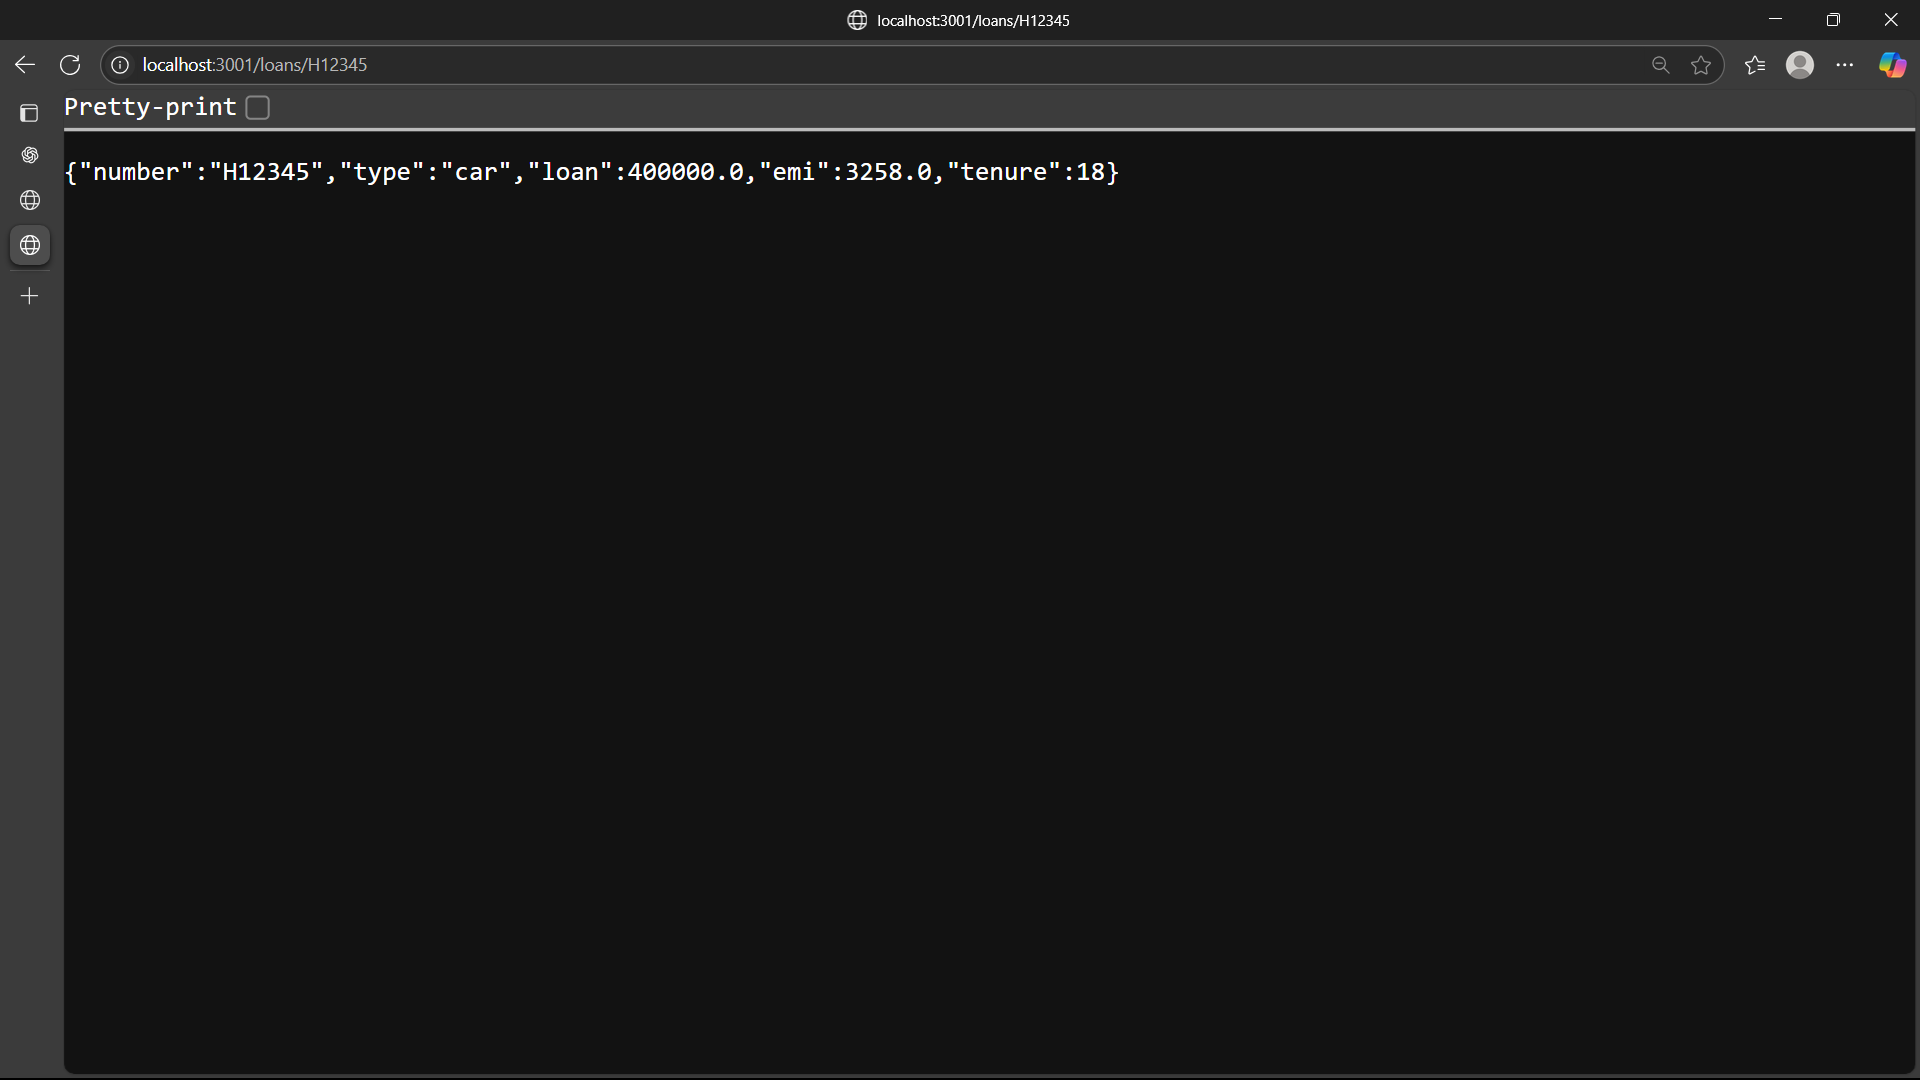 localhost:3001/loans/H12345
localhost:3001/loans/H12345
Pretty-print
{"number":"H12345","type":"car","loan":400000.0,"emi":3258.0,"tenure":18}